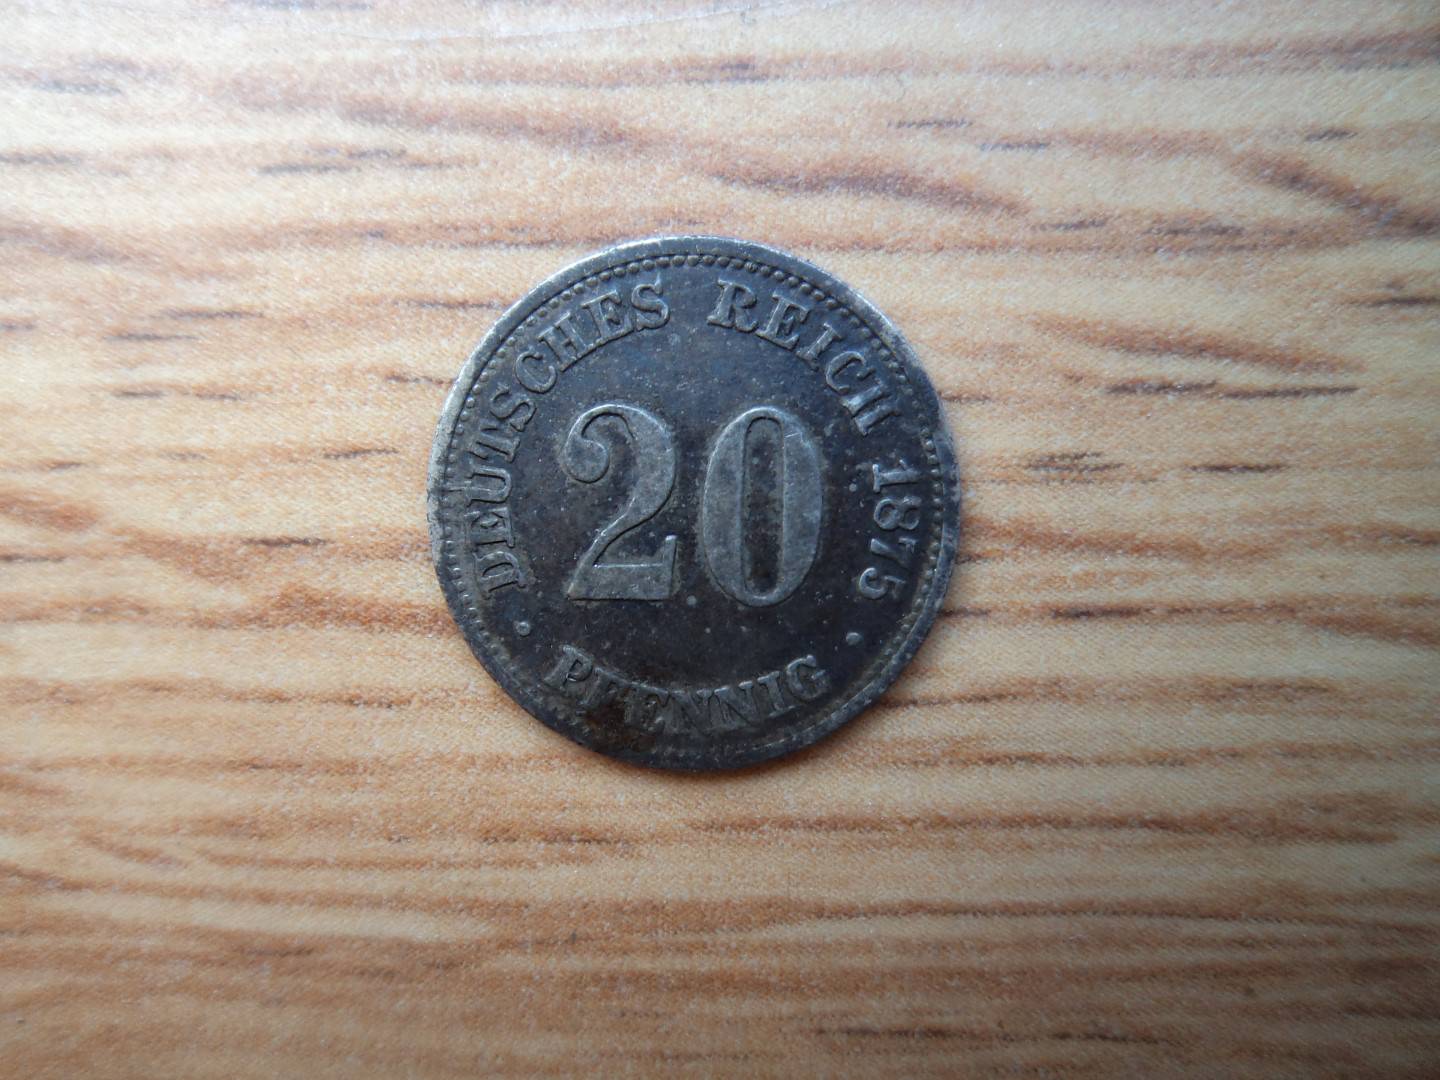 DEUTSCHES REICH 1875
20
PFENNIG